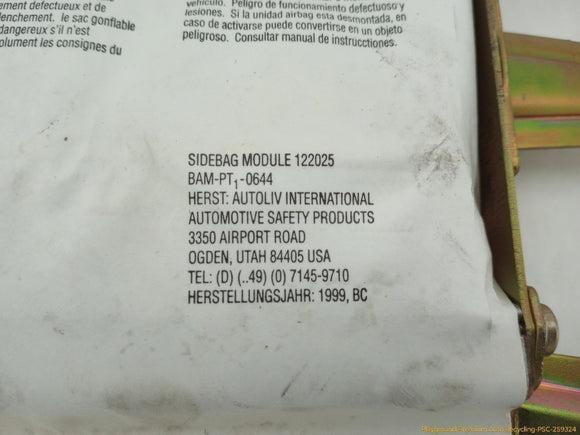 ement defectueux et de
enchement. le sac gonflable
dangereux s'il n'est
olument les consignes du
vehículo. Peligro de funcionamiento defectuoso y
lesiones. Si la unidad airbag esta desmontada, en
caso de activarse puede convertirse en un objeto
peligroso. Consultar manual de instrucctiones.
SIDEBAG MODULE 122025
BAM-PT1-0644
HERST: AUTOLIV INTERNATIONAL
AUTOMOTIVE SAFETY PRODUCTS
3350 AIRPORT ROAD
OGDEN, UTAH 84405 USA
TEL: (D) (..49) (0) 7145-9710
HERSTELLUNGSJAHR: 1999, BC